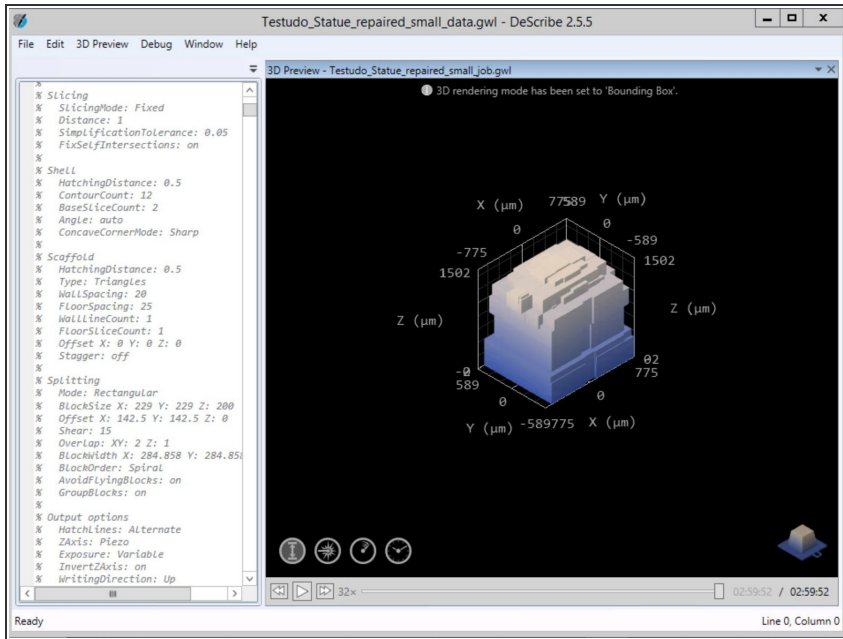 Testudo_Statue_repaired_small_data.gwl - DeScribe 2.5.5
File Edit 3D Preview Debug Window Help
3D Preview - Testudo_Statue_repaired_small_job.gwl
%
% Slicing
%   SlicingMode: Fixed
%   Distance: 1
%   SimplificationTolerance: 0.05
%   FixSelfIntersections: on
%
% Shell
%   HatchingDistance: 0.5
%   ContourCount: 12
%   BaseSliceCount: 2
%   Angle: auto
%   ConcaveCornerMode: Sharp
%
% Scaffold
%   HatchingDistance: 0.5
%   Type: Triangles
%   WallSpacing: 20
%   FloorSpacing: 25
%   WallLineCount: 1
%   FloorSliceCount: 1
%   Offset X: 0 Y: 0 Z: 0
%   Stagger: off
%
% Splitting
%   Mode: Rectangular
%   BlockSize X: 229 Y: 229 Z: 200
%   Offset X: 142.5 Y: 142.5 Z: 0
%   Shear: 15
%   Overlap: XY: 2 Z: 1
%   BlockWidth X: 284.858 Y: 284.85
%   BlockOrder: Spiral
%   AvoidFlyingBlocks: on
%   GroupBlocks: on
%
% Output options
%   HatchLines: Alternate
%   ZAxis: Piezo
%   Exposure: Variable
%   InvertZAxis: on
%   WritingDirection: Up
3D rendering mode has been set to 'Bounding Box'.
X (µm) 775 589 Y (µm)
0 0
-775 -589
1502 1502
Z (µm) Z (µm)
589 775
0 0
Y (µm) -589 775 X (µm)
32× 02:59:52 / 02:59:52
Ready Line 0, Column 0